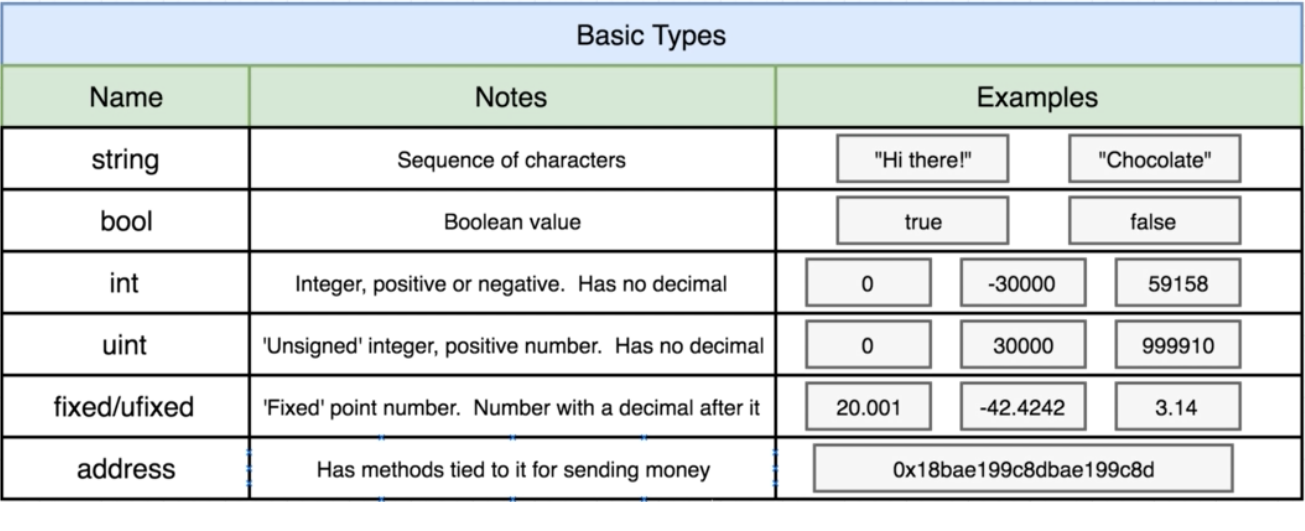 Basic Types
Name Notes Examples
string Sequence of characters "Hi there!" "Chocolate"
bool Boolean value true false
int Integer, positive or negative.  Has no decimal 0 -30000 59158
uint 'Unsigned' integer, positive number.  Has no decimal 0 30000 999910
fixed/ufixed 'Fixed' point number.  Number with a decimal after it 20.001 -42.4242 3.14
address Has methods tied to it for sending money 0x18bae199c8dbae199c8d